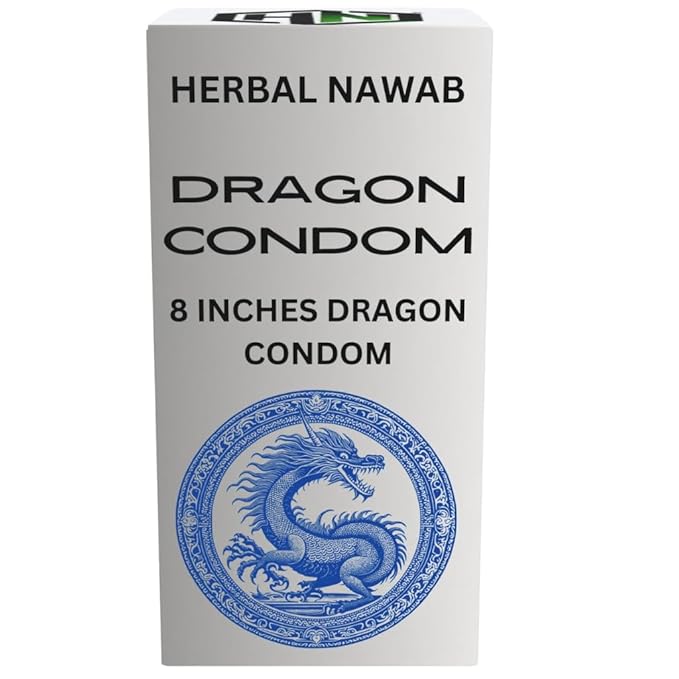 HERBAL NAWAB
DRAGON
CONDOM
8 INCHES DRAGON
CONDOM